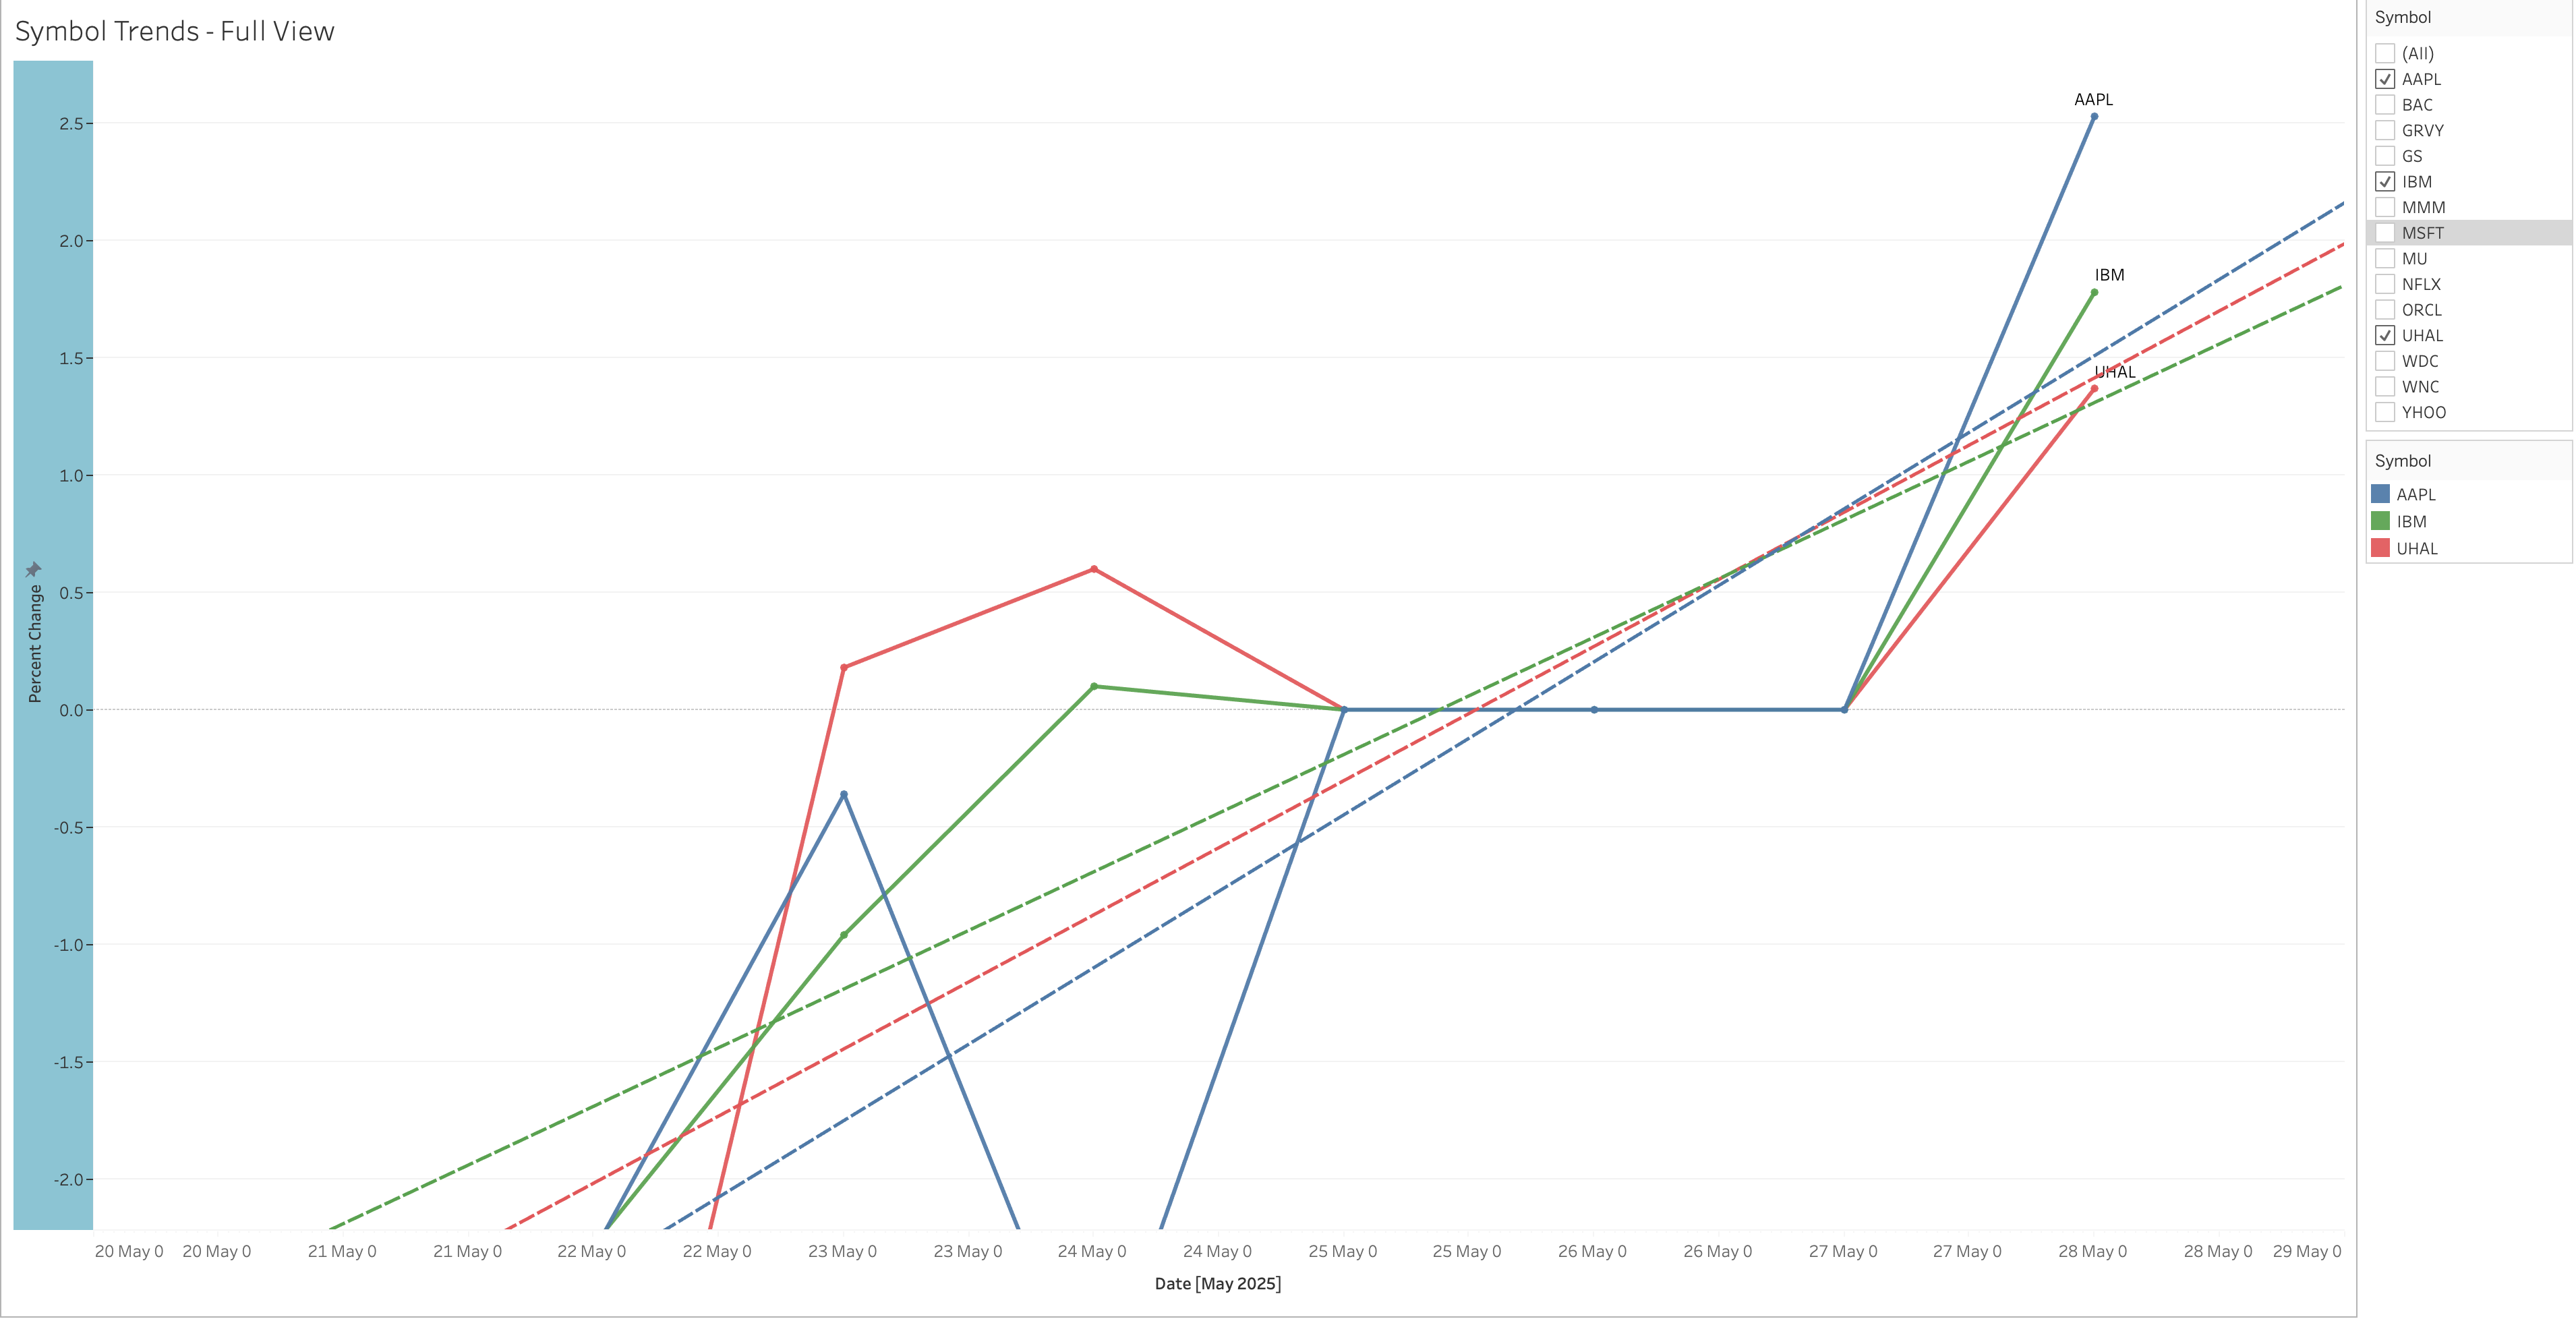 Symbol Trends - Full View
2.5
2.0
1.5
1.0
0.5
0.0
-0.5
-1.0
-1.5
-2.0
Percent Change
AAPL
IBM
UHAL
20 May 0 20 May 0 21 May 0 21 May 0 22 May 0 22 May 0 23 May 0 23 May 0 24 May 0 24 May 0 25 May 0 25 May 0 26 May 0 26 May 0 27 May 0 27 May 0 28 May 0 28 May 0 29 May 0
Date [May 2025]
Symbol
(All)
AAPL
BAC
GRVY
GS
IBM
MMM
MSFT
MU
NFLX
ORCL
UHAL
WDC
WNC
YHOO
Symbol
AAPL
IBM
UHAL